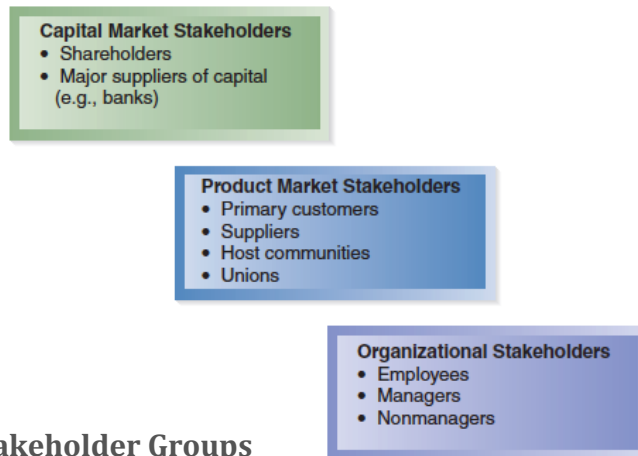 Capital Market Stakeholders
• Shareholders
• Major suppliers of capital
(e.g., banks)
Product Market Stakeholders
• Primary customers
• Suppliers
• Host communities
• Unions
Organizational Stakeholders
• Employees
• Managers
• Nonmanagers
akeholder Groups